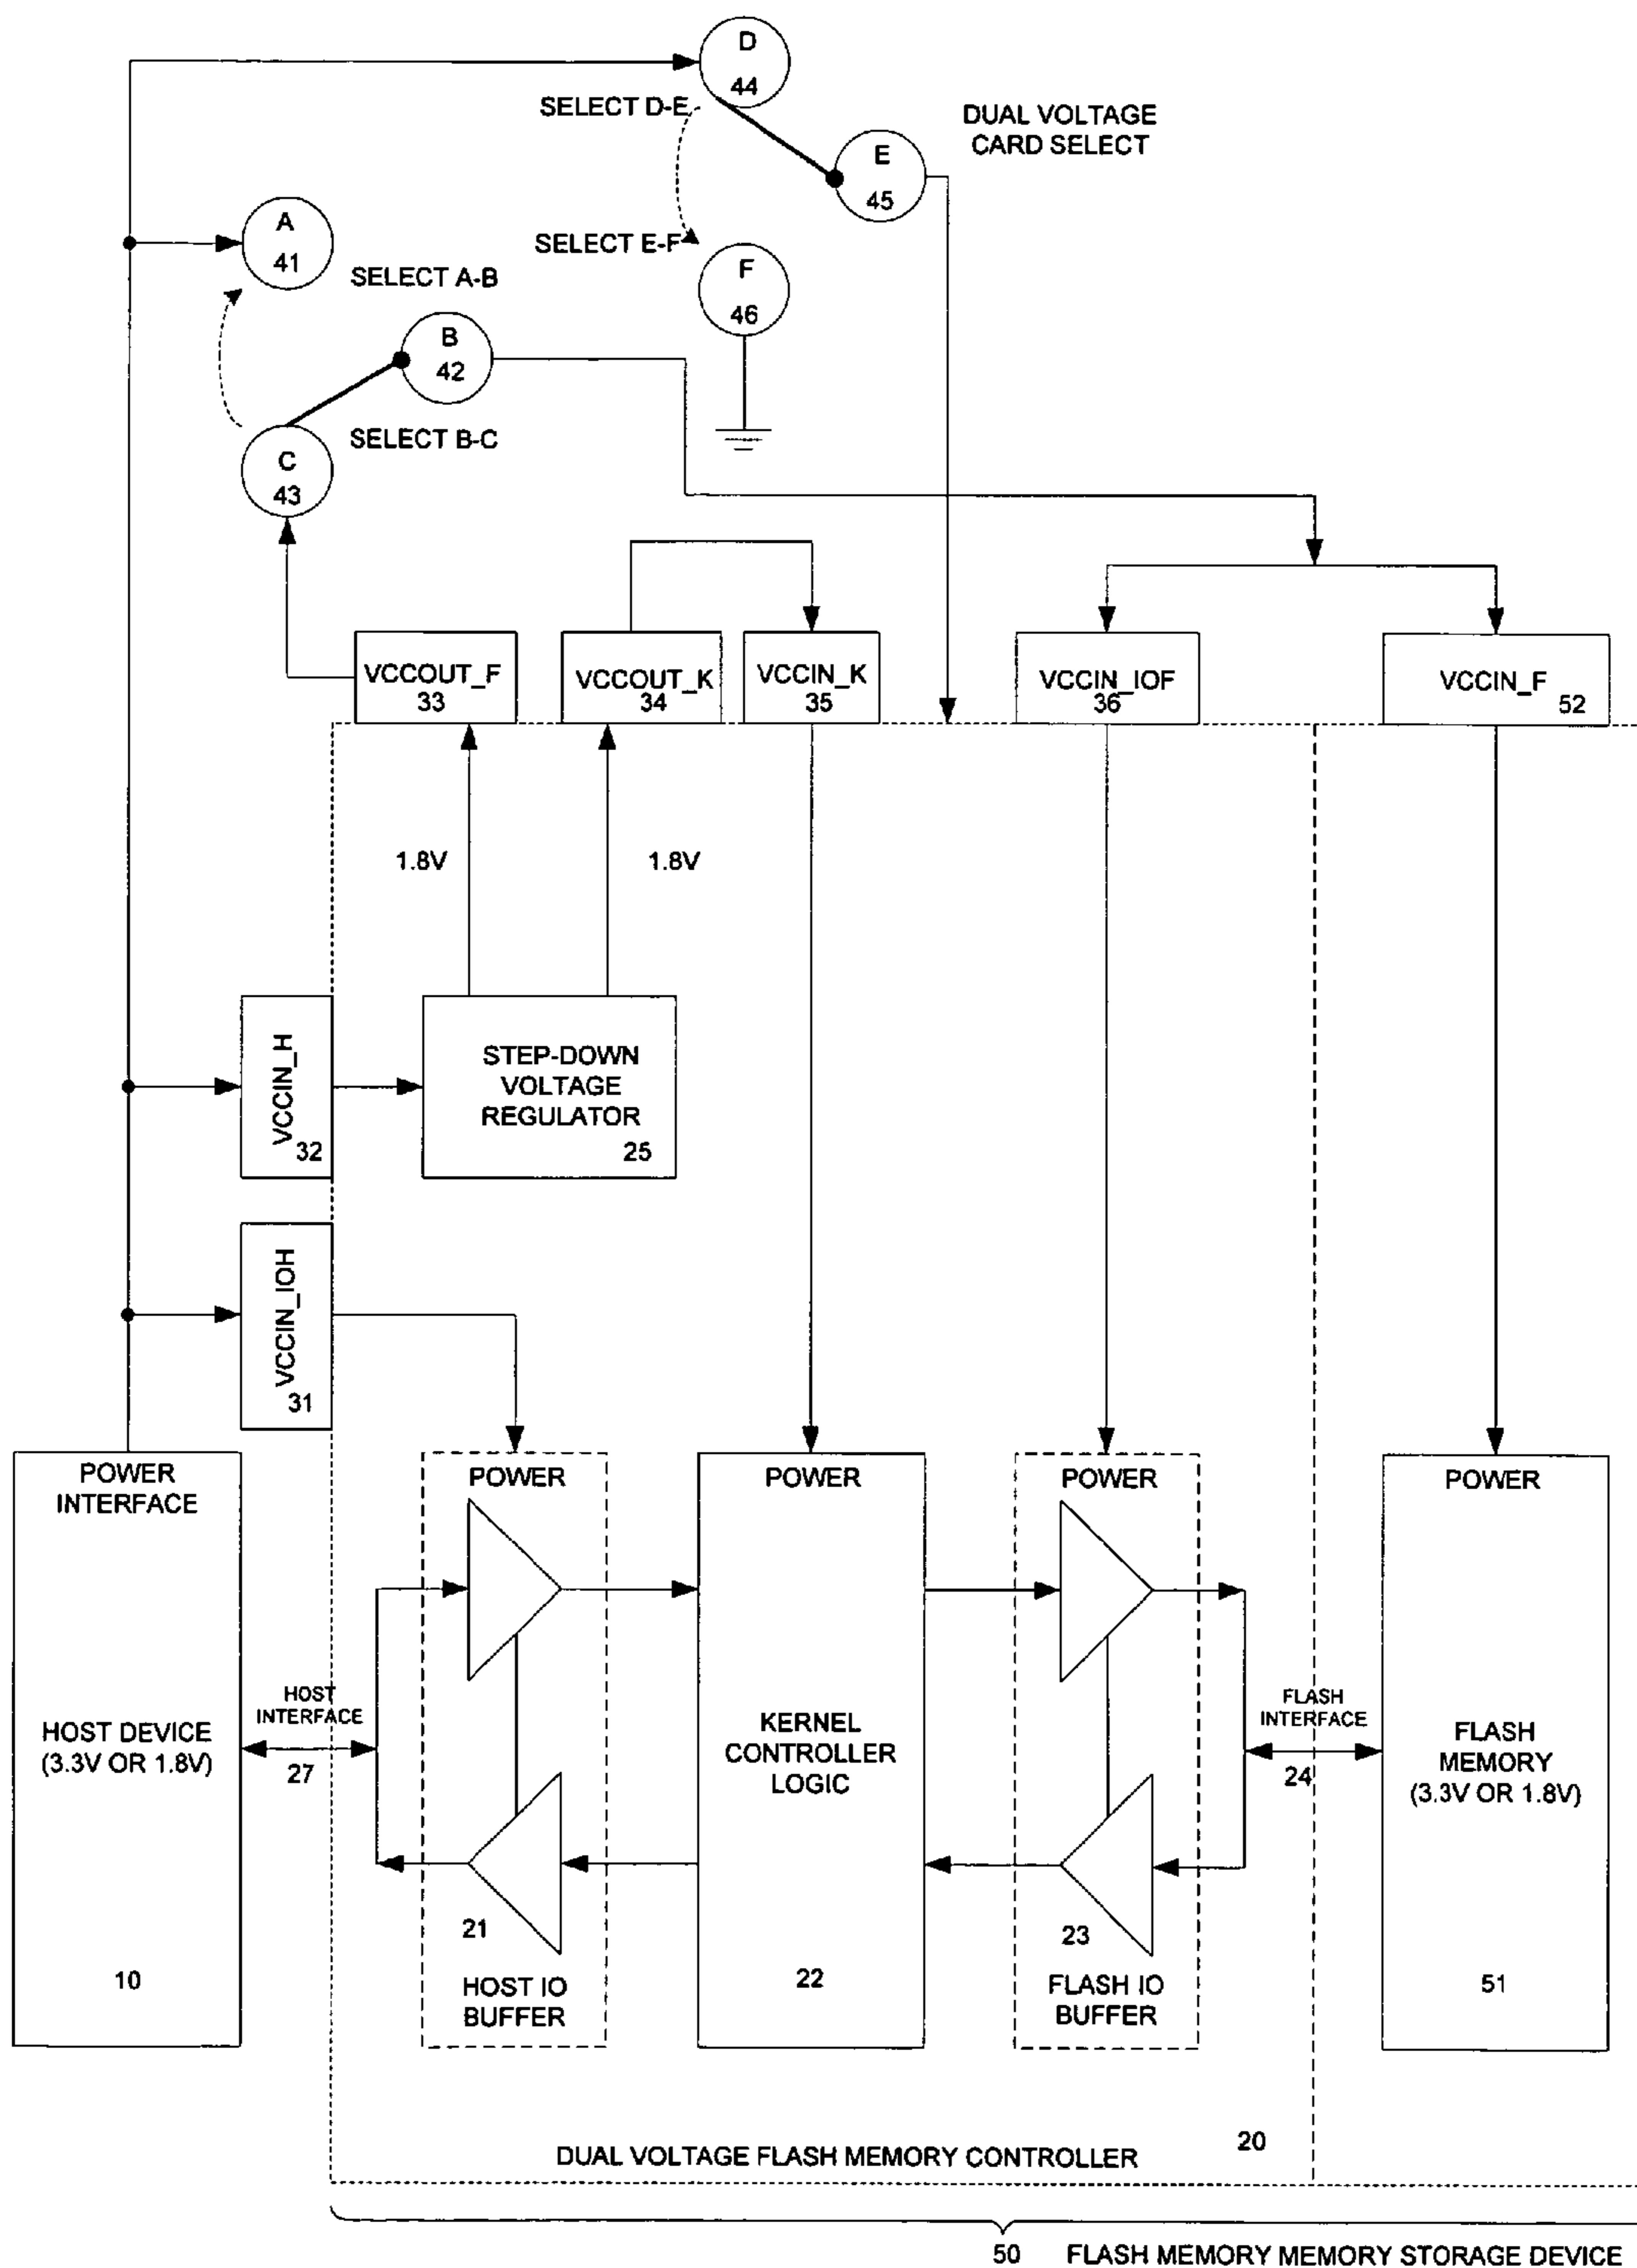 D
44
SELECT D-E
DUAL VOLTAGE
CARD SELECT
E
45
A
41
SELECT E-F
SELECT A-B
F
46
B
42
SELECT B-C
C
43
VCCOUT_F
33
VCCOUT_K
34
VCCIN_K
35
VCCIN_IOF
36
VCCIN_F
52
1.8V
1.8V
VCCIN_H
32
STEP-DOWN
VOLTAGE
REGULATOR
25
VCCIN_IOH
31
POWER
INTERFACE
POWER
POWER
POWER
POWER
HOST
INTERFACE
27
HOST DEVICE
(3.3V OR 1.8V)
KERNEL
CONTROLLER
LOGIC
FLASH
INTERFACE
24
FLASH
MEMORY
(3.3V OR 1.8V)
10
21
HOST IO
BUFFER
22
23
FLASH IO
BUFFER
51
DUAL VOLTAGE FLASH MEMORY CONTROLLER
20
50 FLASH MEMORY MEMORY STORAGE DEVICE